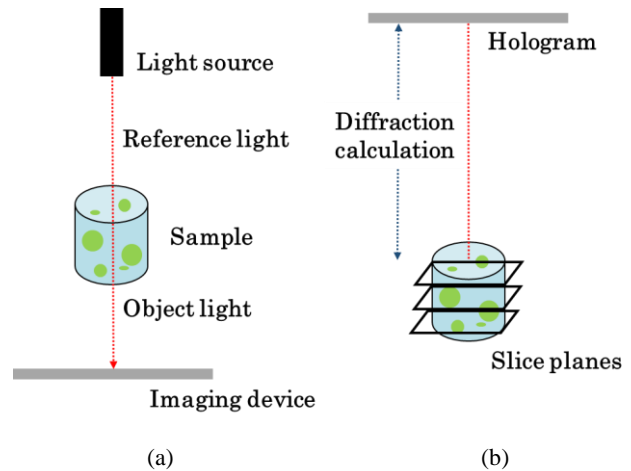 Light source
Reference light
Sample
Object light
Imaging device
(a)
Hologram
Diffraction
calculation
Slice planes
(b)